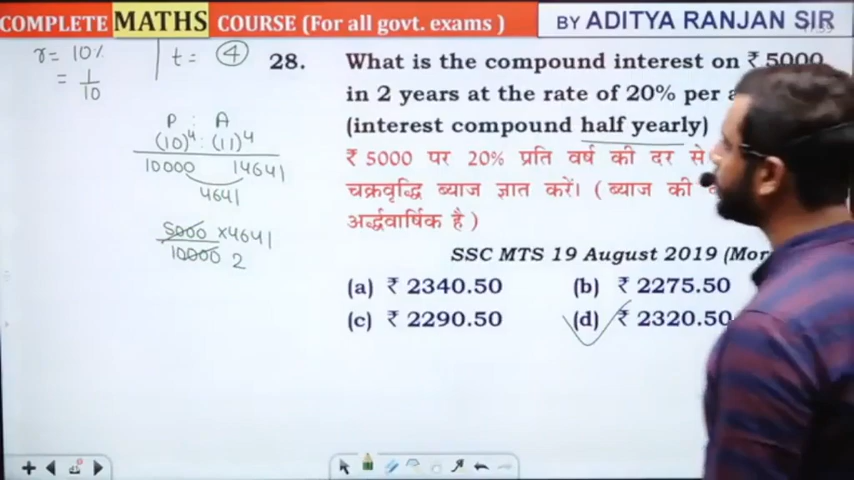 COMPLETE MATHS COURSE (For all govt. exams) BY ADITYA RANJAN SIR
r = 10%
= 1/10
t = 4
P : A
(10)⁴ : (11)⁴
10000 14641
4641
5000 × 4641
10000 2
28. What is the compound interest on ₹ 5000
in 2 years at the rate of 20% per
(interest compound half yearly)
₹ 5000 पर 20% प्रति वर्ष की दर से
चक्रवृद्धि ब्याज ज्ञात करें। ( ब्याज की
अर्द्धवार्षिक है )
SSC MTS 19 August 2019 (Mor
(a) ₹ 2340.50 (b) ₹ 2275.50
(c) ₹ 2290.50 (d) ₹ 2320.50